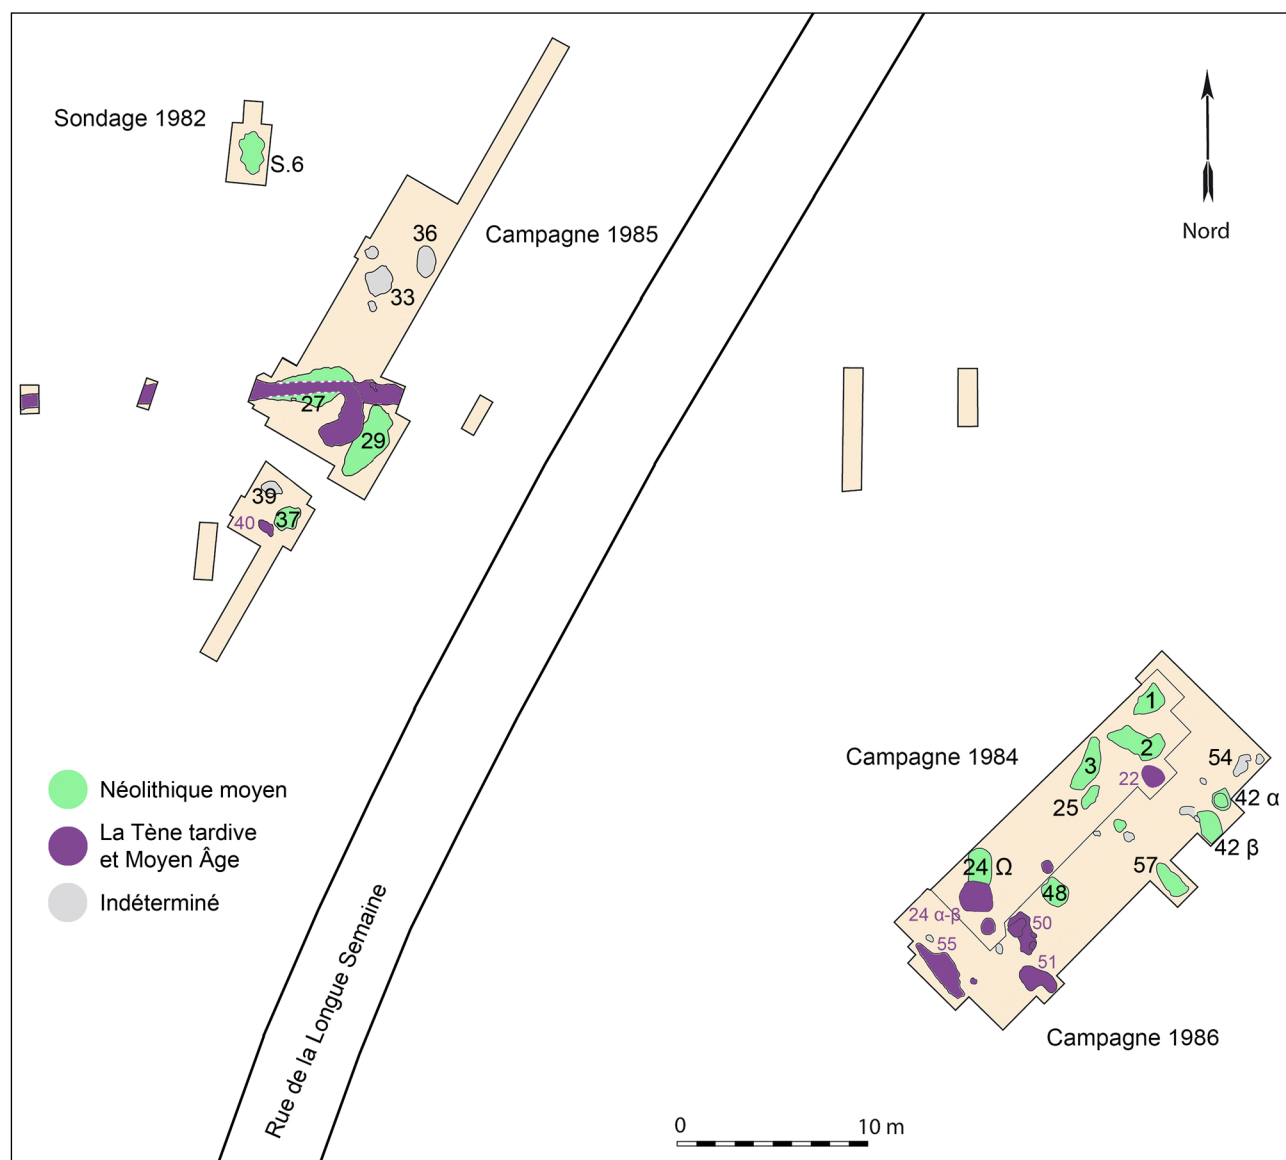 Sondage 1982
S.6
Nord
36
Campagne 1985
33
27
29
39
40
37
1
Campagne 1984
2
3
54
22
25
42 α
42 β
24 Ω
57
48
24 α-β
50
55
51
Néolithique moyen
La Tène tardive
et Moyen Âge
Indéterminé
Rue de la Longue Semaine
Campagne 1986
0
10 m